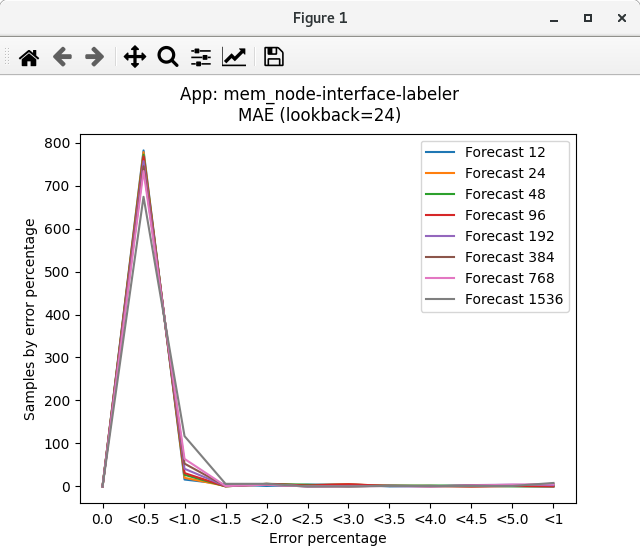 Figure 1
App: mem_node-interface-labeler
MAE (lookback=24)
800
700
600
500
400
300
200
100
0
Samples by error percentage
Forecast 12
Forecast 24
Forecast 48
Forecast 96
Forecast 192
Forecast 384
Forecast 768
Forecast 1536
0.0 <0.5 <1.0 <1.5 <2.0 <2.5 <3.0 <3.5 <4.0 <4.5 <5.0 <1
Error percentage